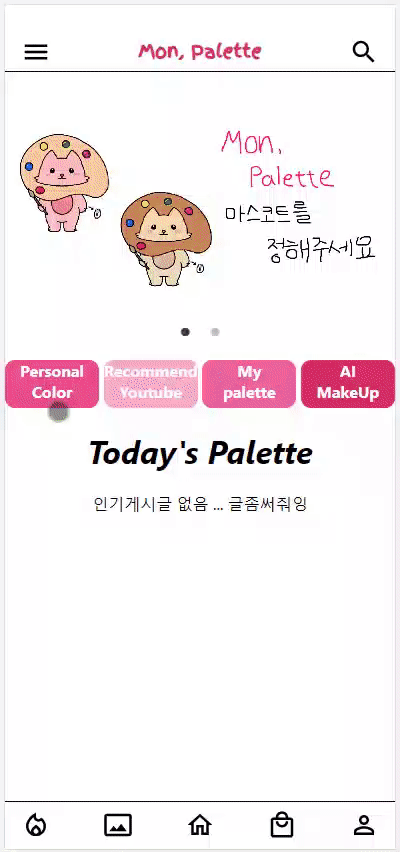 Mon, Palette
Mon,
Palette
마스코트를
정해주세요
Personal
Color
Recommend
Youtube
My
palette
AI
MakeUp
Today's Palette
인기게시글 없음 ... 글좀써줘잉